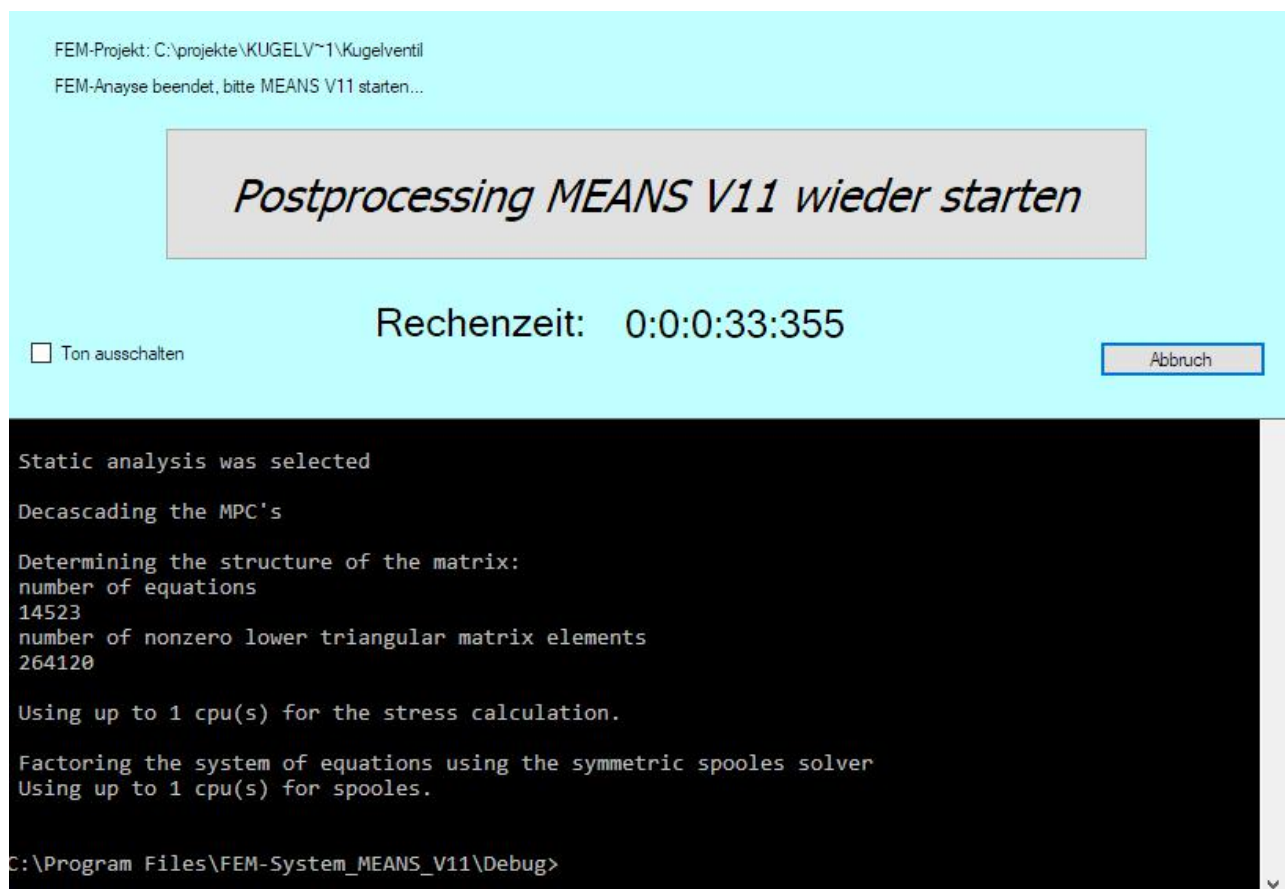 FEM-Projekt: C:\projekte\KUGELV~1\Kugelventil
FEM-Anayse beendet, bitte MEANS V11 starten...
Postprocessing MEANS V11 wieder starten
Rechenzeit: 0:0:0:33:355
Ton ausschalten
Abbruch
Static analysis was selected
Decascading the MPC's
Determining the structure of the matrix:
number of equations
14523
number of nonzero lower triangular matrix elements
264120
Using up to 1 cpu(s) for the stress calculation.
Factoring the system of equations using the symmetric spooles solver
Using up to 1 cpu(s) for spooles.
C:\Program Files\FEM-System_MEANS_V11\Debug>